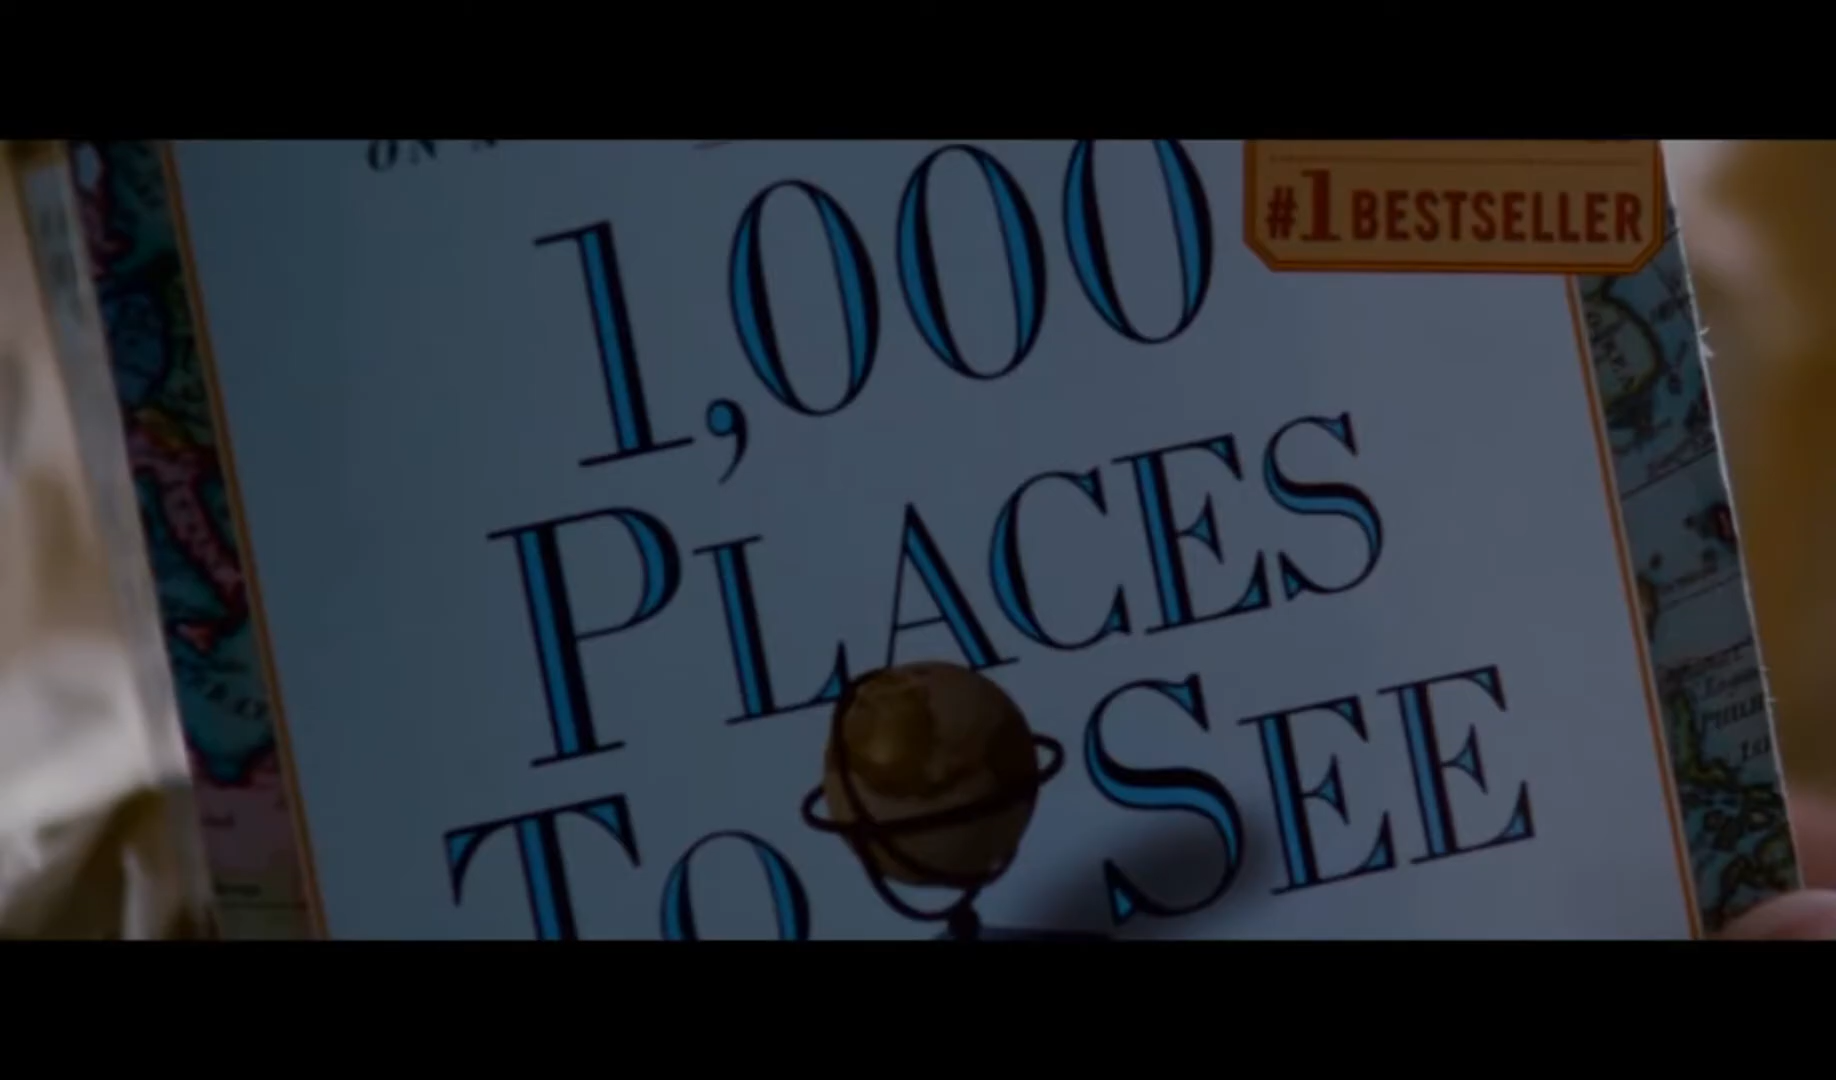 #1 BESTSELLER
1,000
PLACES
TO SEE